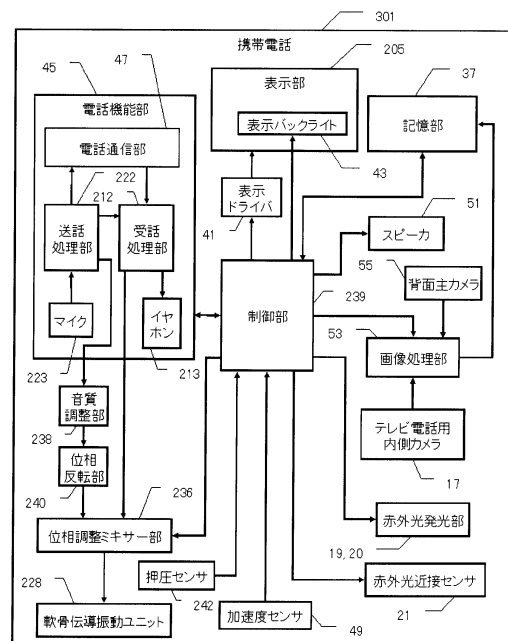 301
携帯電話
45
47
205
37
表示部
表示バックライト
43
記憶部
電話機能部
電話通信部
222
212
送話
処理部
受話
処理部
表示
ドライバ
41
51
スピーカ
55
背面主カメラ
制御部
239
53
マイク
イヤ
ホン
223
213
画像処理部
音質
調整部
238
テレビ電話用
内側カメラ
17
位相
反転部
240
236
位相調整ミキサー部
赤外光発光部
19, 20
228
押圧センサ
242
赤外光近接センサ
21
軟骨伝導振動ユニット
加速度センサ
49